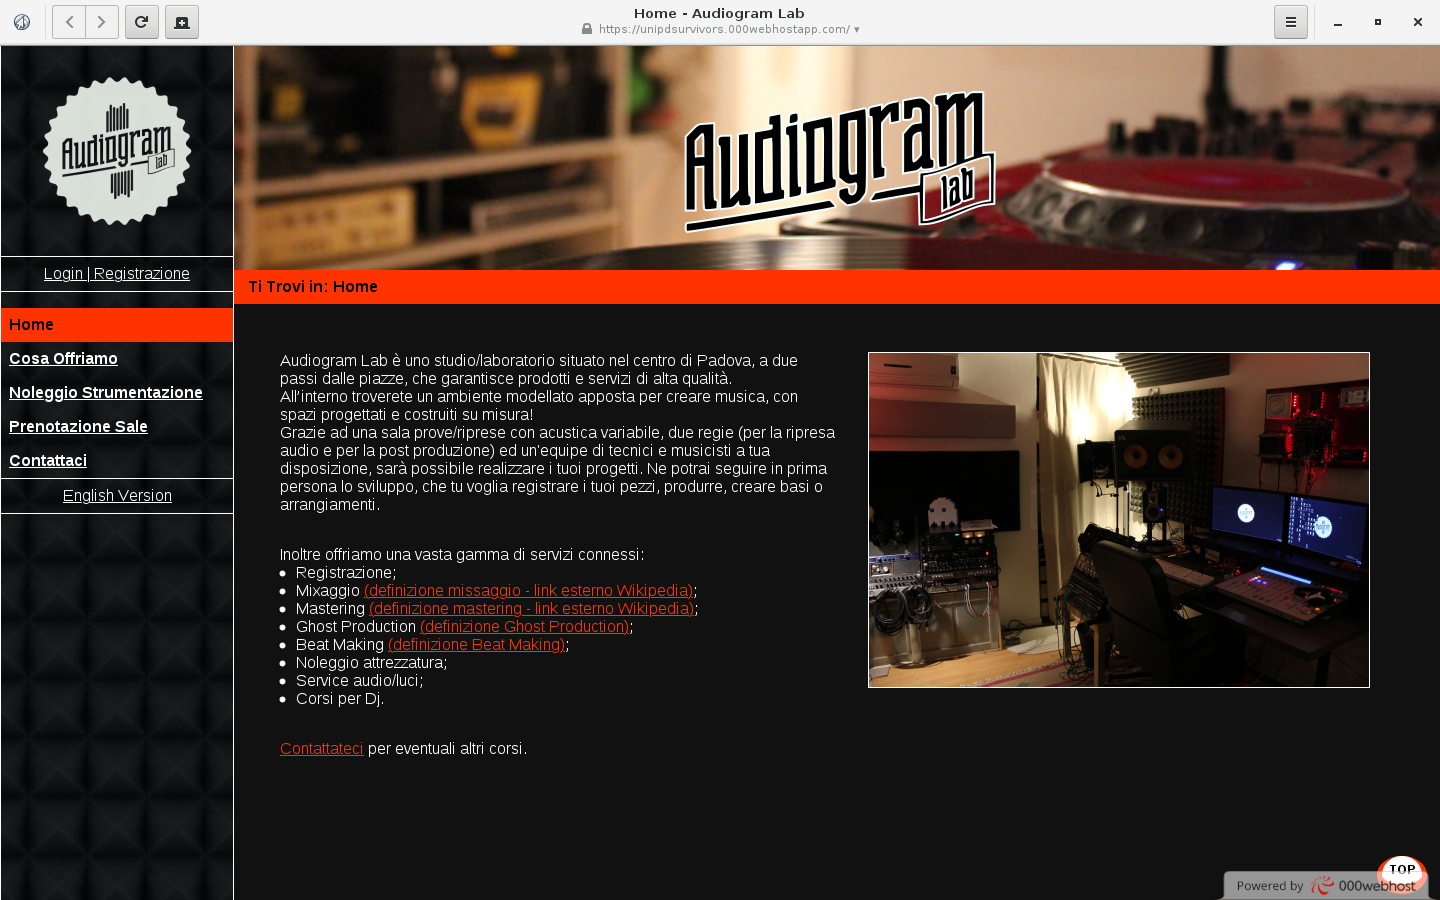 Home - Audiogram Lab
https://unipdsurvivors.000webhostapp.com/
Audiogram
lab
Login | Registrazione
Home
Cosa Offriamo
Noleggio Strumentazione
Prenotazione Sale
Contattaci
English Version
Audiogram
lab
Ti Trovi in: Home
Audiogram Lab è uno studio/laboratorio situato nel centro di Padova, a due
passi dalle piazze, che garantisce prodotti e servizi di alta qualità.
All'interno troverete un ambiente modellato apposta per creare musica, con
spazi progettati e costruiti su misura!
Grazie ad una sala prove/riprese con acustica variabile, due regie (per la ripresa
audio e per la post produzione) ed un'equipe di tecnici e musicisti a tua
disposizione, sarà possibile realizzare i tuoi progetti. Ne potrai seguire in prima
persona lo sviluppo, che tu voglia registrare i tuoi pezzi, produrre, creare basi o
arrangiamenti.
Inoltre offriamo una vasta gamma di servizi connessi:
• Registrazione;
• Mixaggio (definizione missaggio - link esterno Wikipedia);
• Mastering (definizione mastering - link esterno Wikipedia);
• Ghost Production (definizione Ghost Production);
• Beat Making (definizione Beat Making);
• Noleggio attrezzatura;
• Service audio/luci;
• Corsi per Dj.
Contattateci per eventuali altri corsi.
TOP
Powered by 000webhost